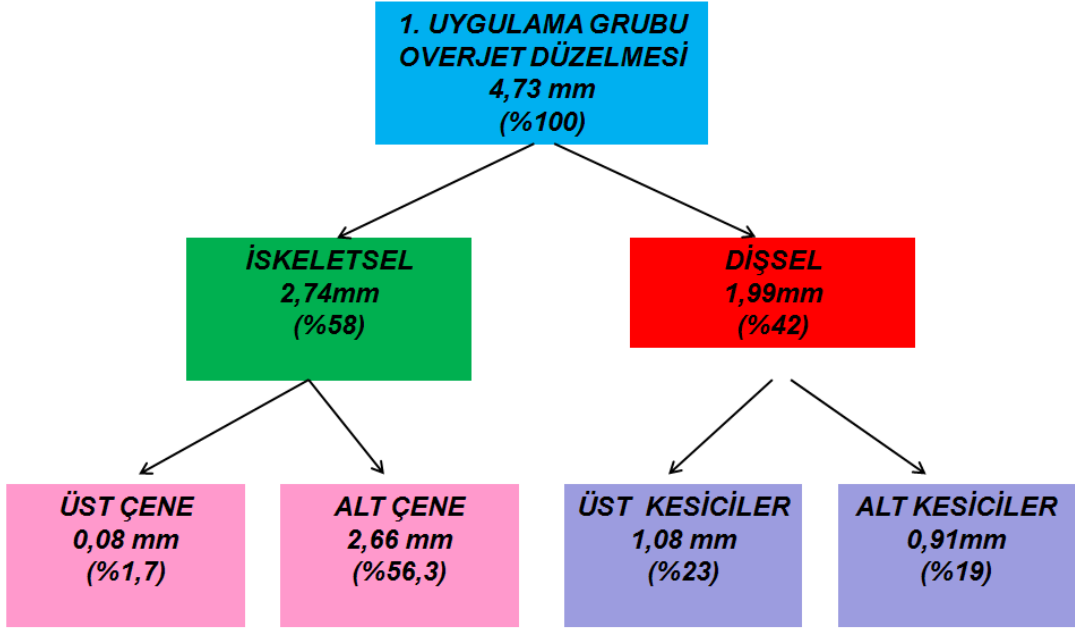 1. UYGULAMA GRUBU
OVERJET DÜZELMESİ
4,73 mm
(%100)
İSKELETSEL
2,74mm
(%58)
DİŞSEL
1,99mm
(%42)
ÜST ÇENE
0,08 mm
(%1,7)
ALT ÇENE
2,66 mm
(%56,3)
ÜST KESİCİLER
1,08 mm
(%23)
ALT KESİCİLER
0,91mm
(%19)